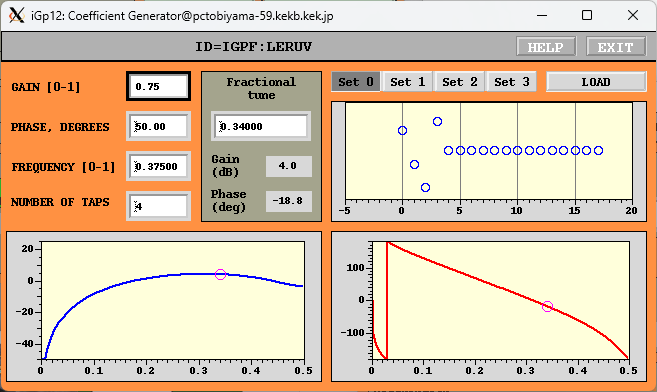 iGp12: Coefficient Generator@pctobiyama-59.kekb.kek.jp
ID=IGPF:LERUV
HELP
EXIT
GAIN [0-1]
0.75
PHASE, DEGREES
50.00
FREQUENCY [0-1]
0.37500
NUMBER OF TAPS
4
Fractional
tune
0.34000
Gain
(dB)
4.0
Phase
(deg)
-18.8
Set 0
Set 1
Set 2
Set 3
LOAD
-5
0
5
10
15
20
20
0
-20
-40
0
0.1
0.2
0.3
0.4
0.5
100
0
-100
0
0.1
0.2
0.3
0.4
0.5